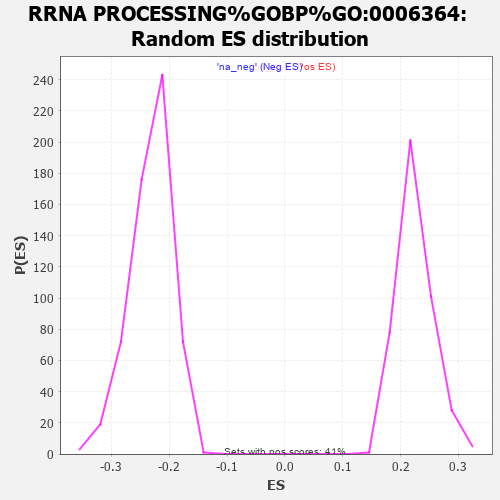 RRNA PROCESSING%GOBP%GO:0006364:
Random ES distribution
'na_neg' (Neg ES)
os ES)
240
220
200
180
160
140
120
100
80
60
40
20
0
P(ES)
Sets with pos scores: 41%
-0.3 -0.2 -0.1 0.0 0.1 0.2 0.3
ES